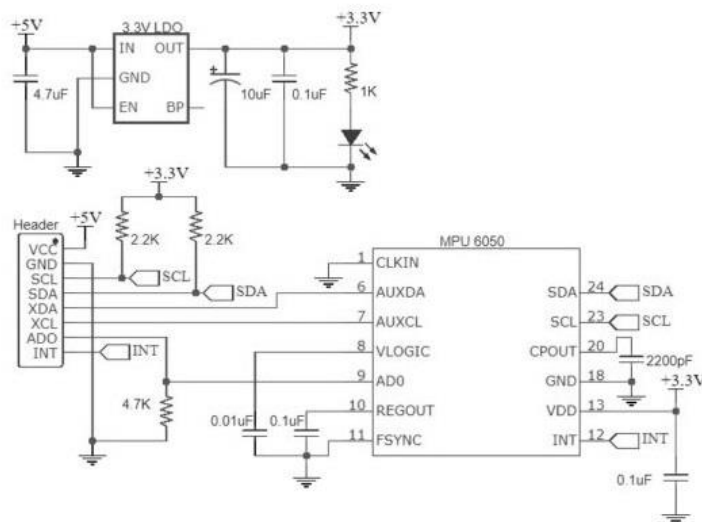 +5V
3.3V LDO
+3.3V
IN
OUT
GND
EN
BP
4.7uF
10uF
0.1uF
1K
+3.3V
2.2K
2.2K
Header
+5V
VCC
GND
SCL
SDA
XDA
XCL
ADO
INT
SCL
SDA
INT
4.7K
0.01uF
0.1uF
MPU 6050
1 CLKIN
6 AUXDA
7 AUXCL
8 VLOGIC
9 AD0
10 REGOUT
11 FSYNC
SDA 24 SDA
SCL 23 SCL
CPOUT 20
2200pF
GND 18
+3.3V
VDD 13
INT 12 INT
0.1uF